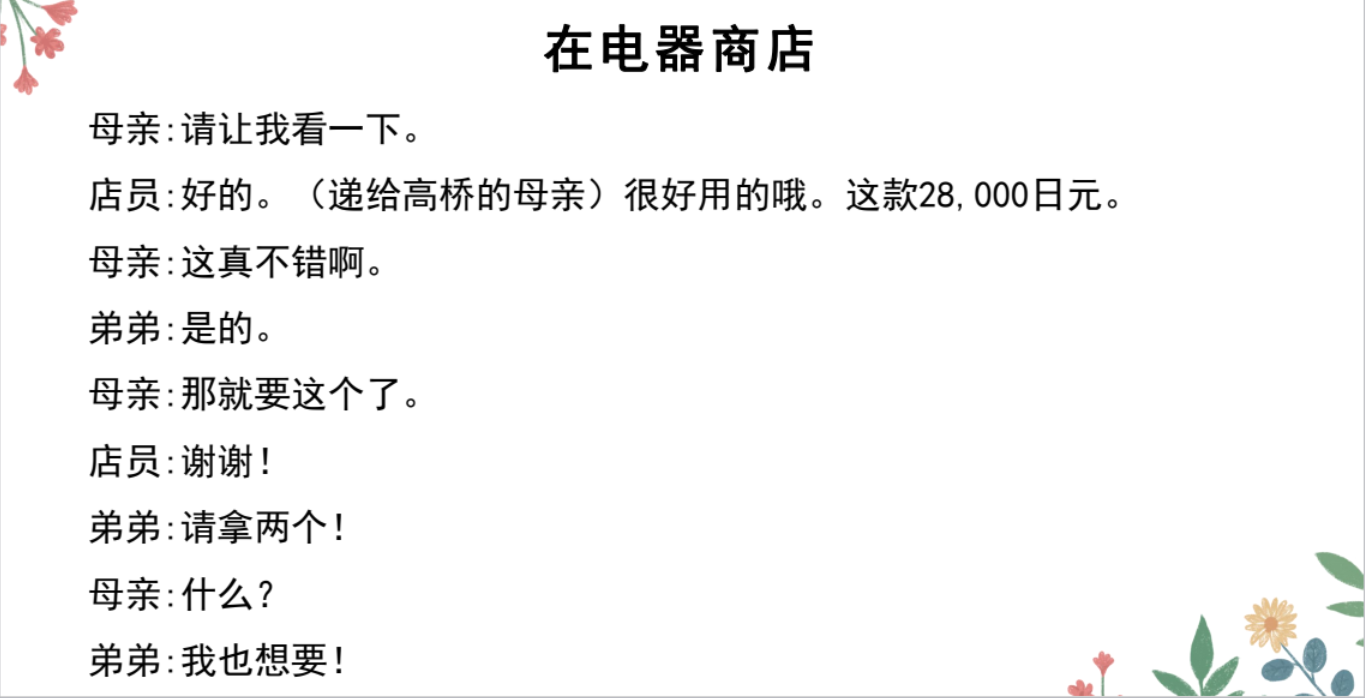 在电器商店
母亲:请让我看一下。
店员:好的。（递给高桥的母亲）很好用的哦。这款28,000日元。
母亲:这真不错啊。
弟弟:是的。
母亲:那就要这个了。
店员:谢谢!
弟弟:请拿两个!
母亲:什么?
弟弟:我也想要!